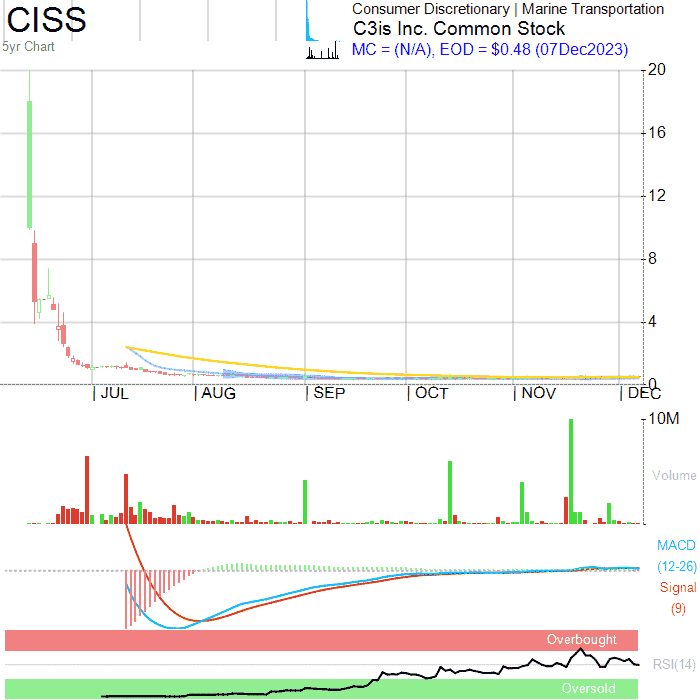 CISS
5yr Chart
Consumer Discretionary | Marine Transportation
C3is Inc. Common Stock
MC = (N/A), EOD = $0.48 (07Dec2023)
20
16
12
8
4
0
JUL AUG SEP OCT NOV DEC
10M
Volume
MACD
(12-26)
Signal
(9)
Overbought
RSI(14)
Oversold